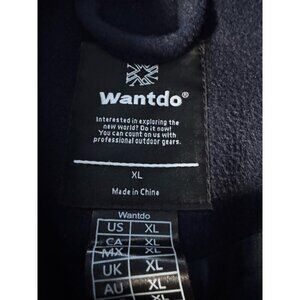 Wantdo®
Interested in exploring the
new world? Do it now!
You can count on us with
professional outdoor gears.
XL
Made in China
Wantdo
US XL
CA XL
MX XL
UK XL
AU XL